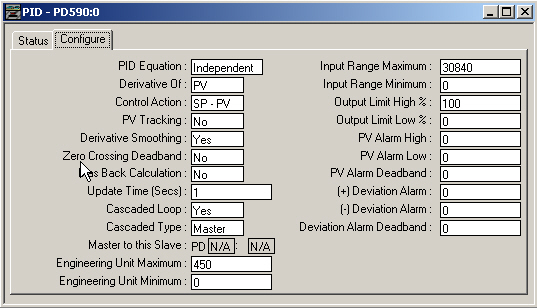 PID - PD590:0
Status Configure
PID Equation : Independent
Derivative Of : PV
Control Action : SP - PV
PV Tracking : No
Derivative Smoothing : Yes
Zero Crossing Deadband : No
Back Calculation : No
Update Time (Secs) : 1
Cascaded Loop : Yes
Cascaded Type : Master
Master to this Slave : PD N/A : N/A
Engineering Unit Maximum : 450
Engineering Unit Minimum : 0
Input Range Maximum : 30840
Input Range Minimum : 0
Output Limit High % : 100
Output Limit Low % : 0
PV Alarm High : 0
PV Alarm Low : 0
PV Alarm Deadband : 0
(+) Deviation Alarm : 0
(-) Deviation Alarm : 0
Deviation Alarm Deadband : 0